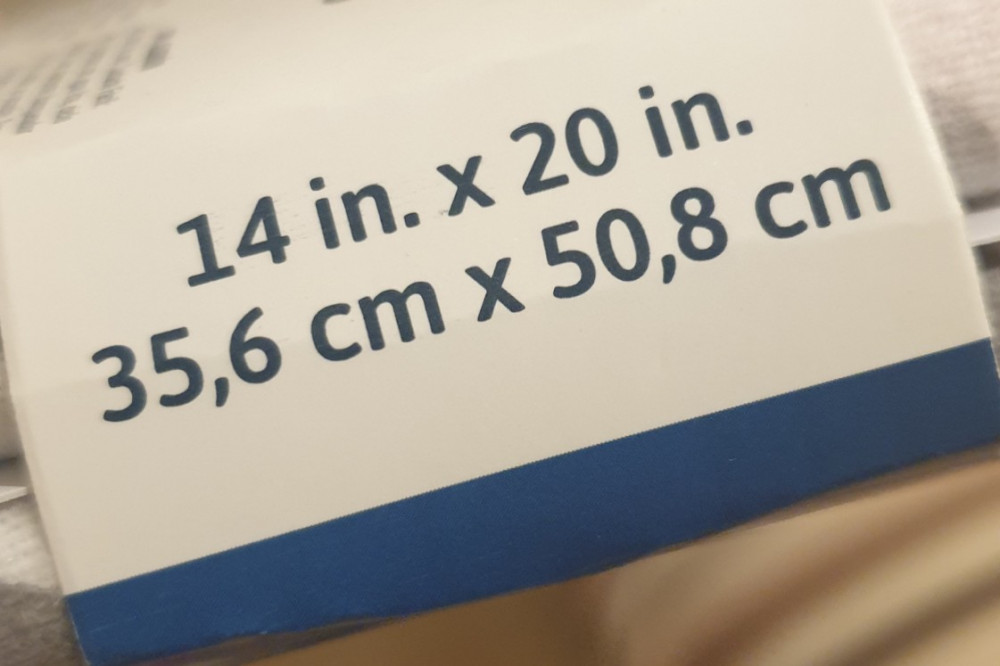 14 in. x 20 in.
35,6 cm x 50,8 cm